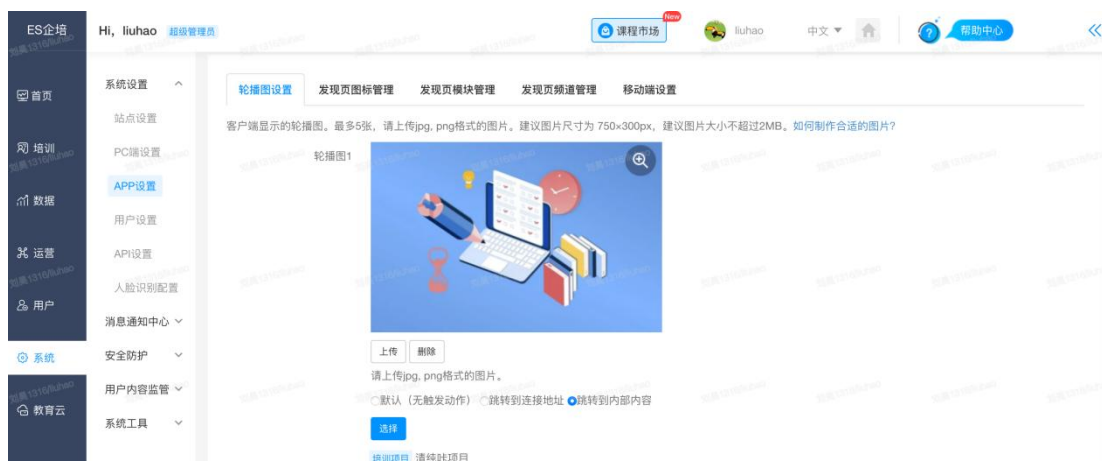 ES企培
Hi, liuhao 超级管理员
课程市场
New
liuhao
中文
帮助中心
首页
培训
数据
运营
用户
系统
教育云
系统设置
站点设置
PC端设置
APP设置
用户设置
API设置
人脸识别配置
消息通知中心
安全防护
用户内容监管
系统工具
轮播图设置 发现页图标管理 发现页模块管理 发现页频道管理 移动端设置
客户端显示的轮播图。最多5张，请上传jpg, png格式的图片。建议图片尺寸为 750×300px，建议图片大小不超过2MB。如何制作合适的图片?
轮播图1
上传 删除
请上传jpg, png格式的图片。
默认（无触发动作） 跳转到连接地址 跳转到内部内容
选择
培训项目